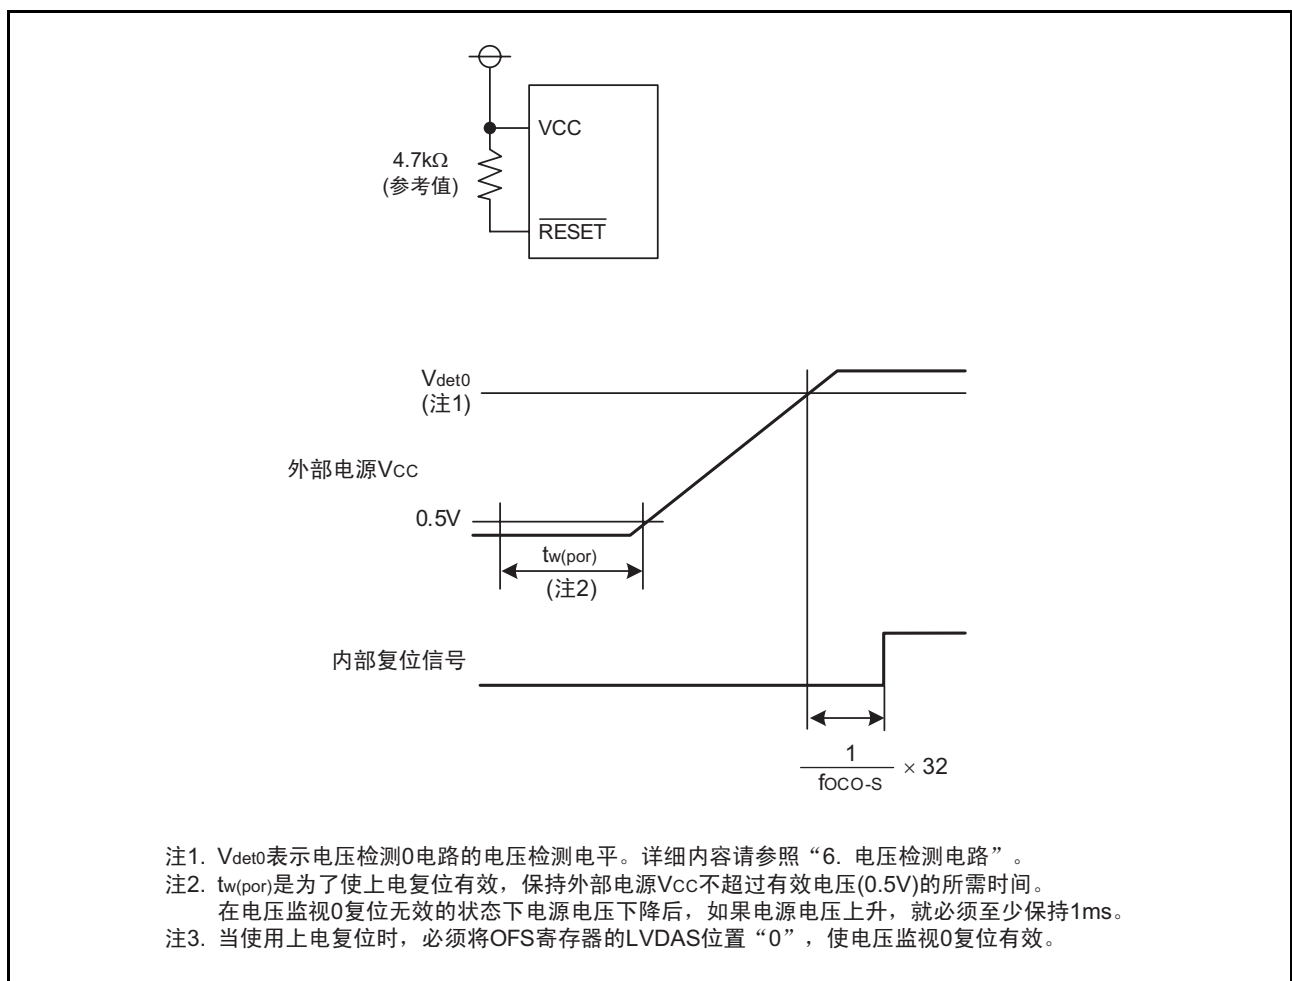 VCC
4.7kΩ
(参考值)
RESET
Vdet0
(注1)
外部电源VCC
0.5V
tw(por)
(注2)
内部复位信号
1
fOCO-S
× 32
注1. Vdet0表示电压检测0电路的电压检测电平。详细内容请参照“6. 电压检测电路”。
注2. tw(por)是为了使上电复位有效，保持外部电源VCC不超过有效电压(0.5V)的所需时间。
在电压监视0复位无效的状态下电源电压下降后，如果电源电压上升，就必须至少保持1ms。
注3. 当使用上电复位时，必须将OFS寄存器的LVDAS位置“0”，使电压监视0复位有效。